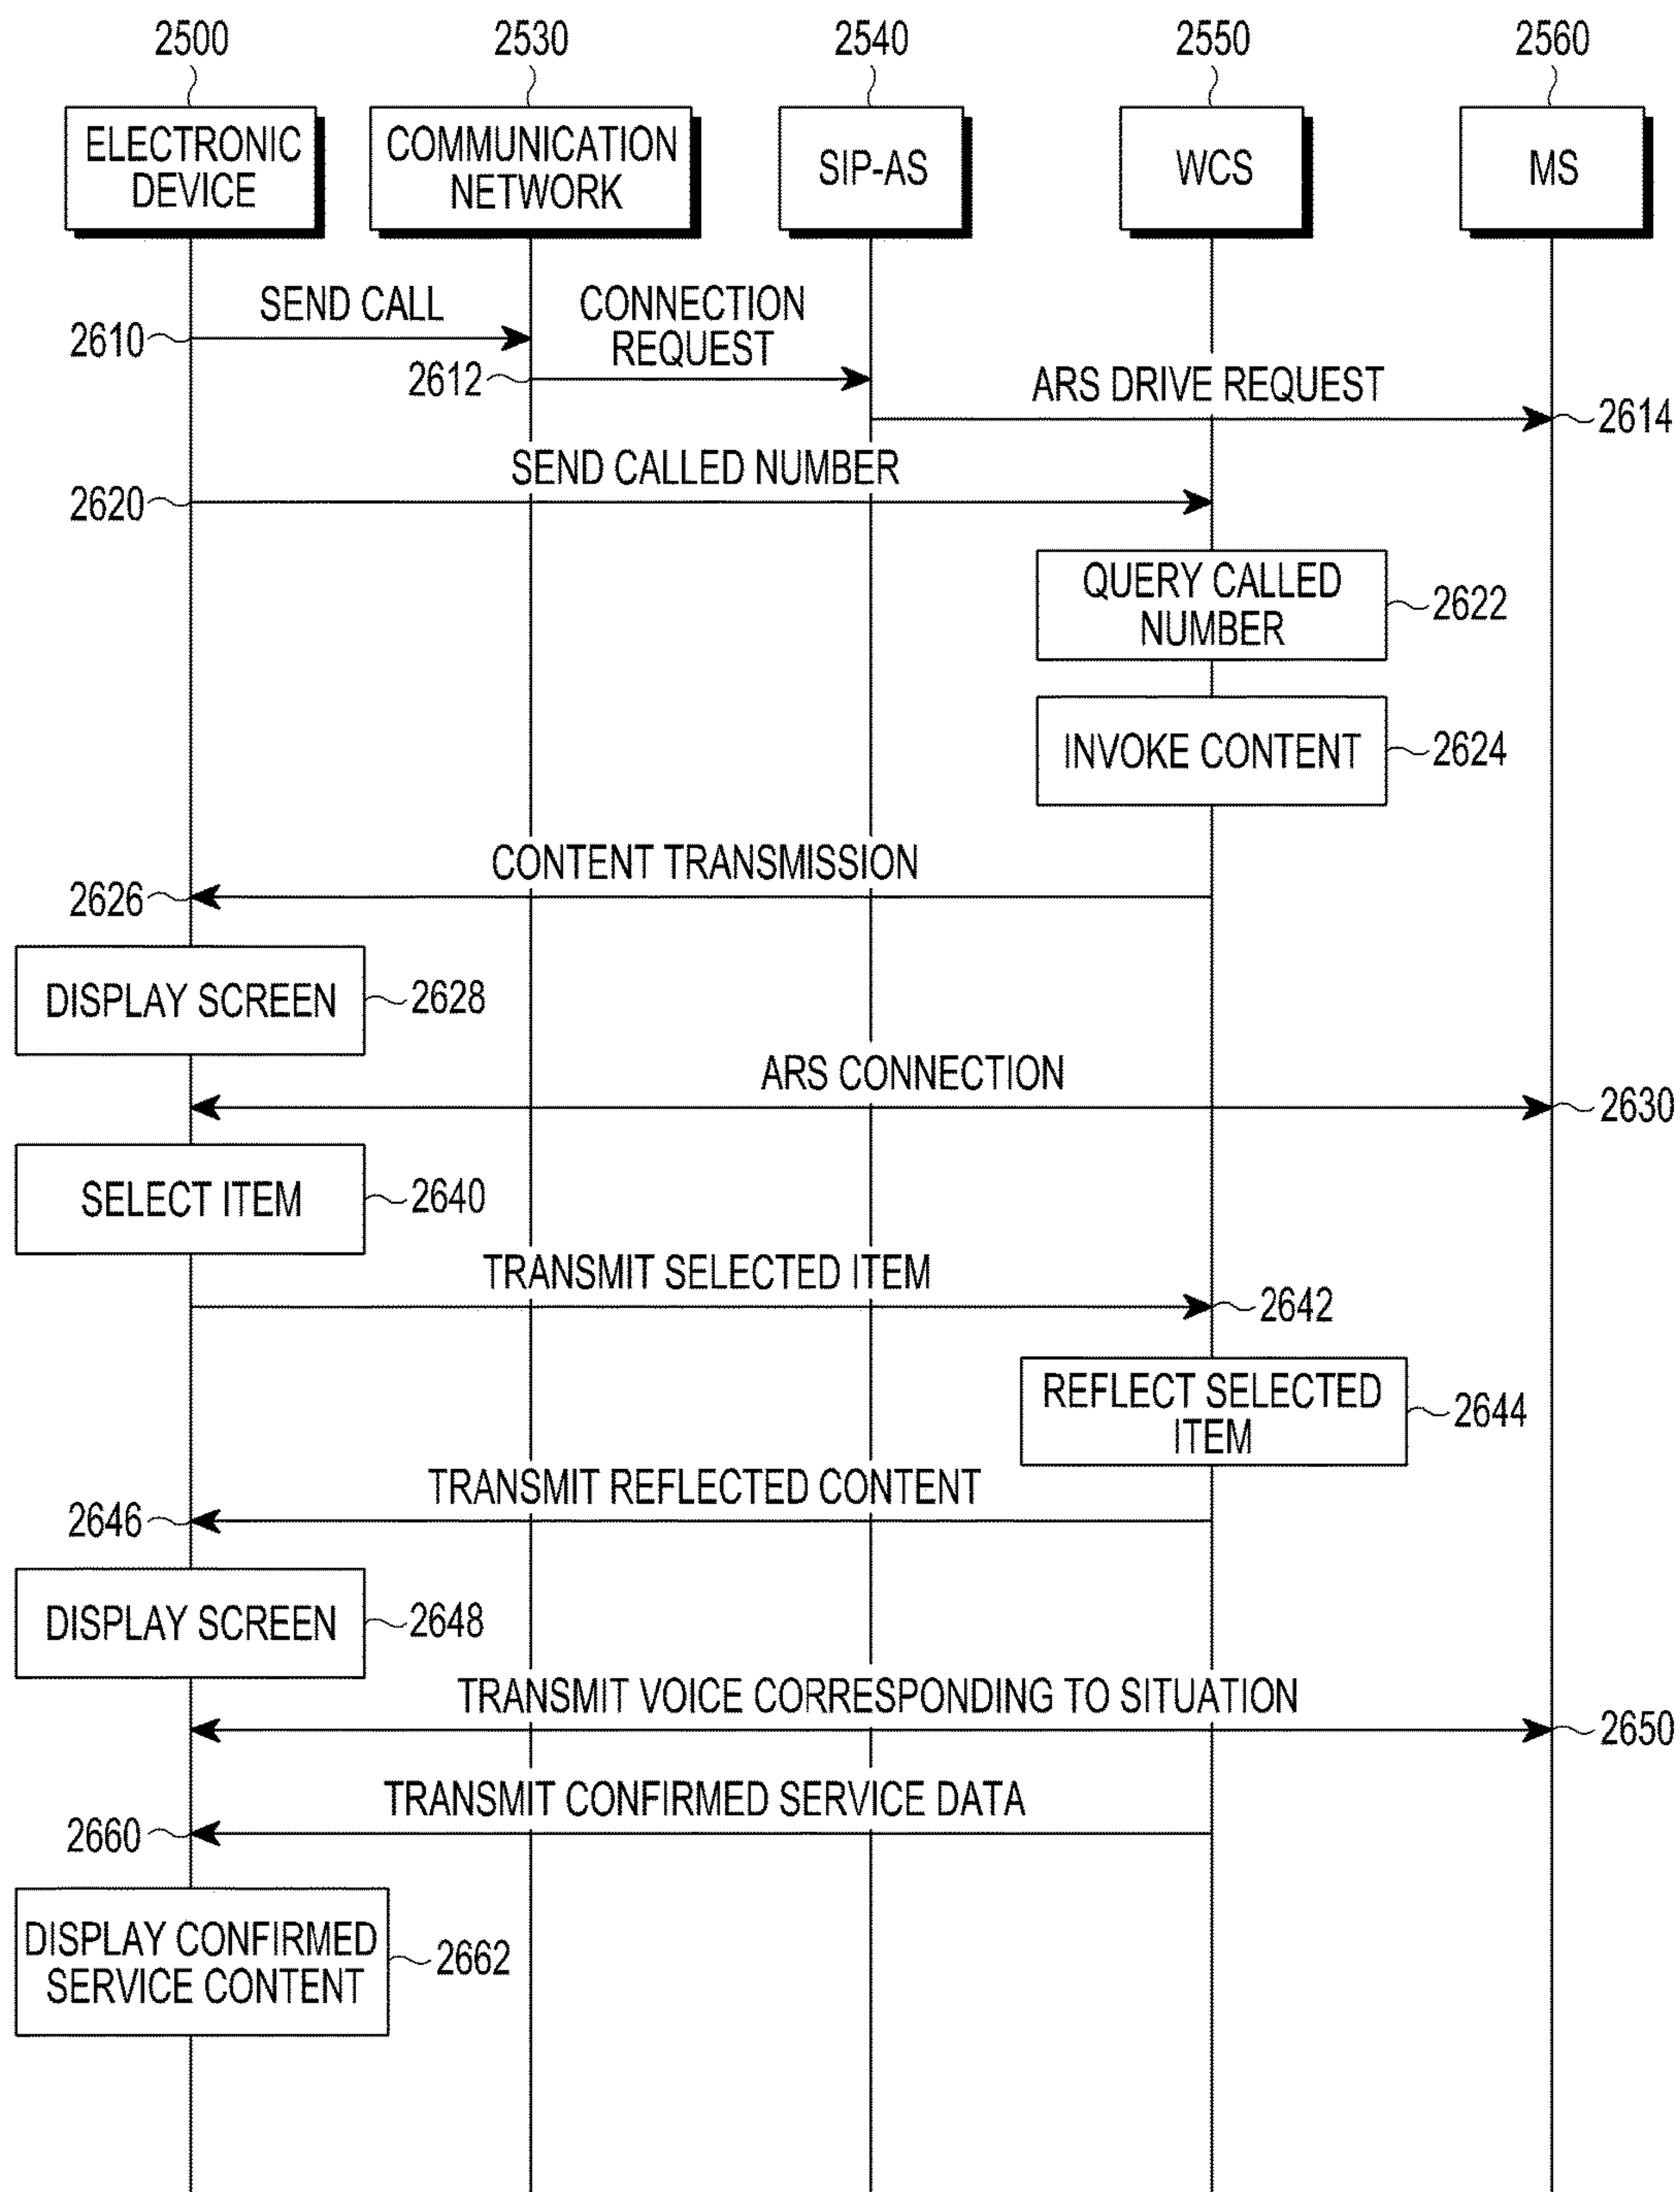 2500
2530
2540
2550
2560
ELECTRONIC
DEVICE
COMMUNICATION
NETWORK
SIP-AS
WCS
MS
SEND CALL
2610
CONNECTION
REQUEST
2612
ARS DRIVE REQUEST
2614
SEND CALLED NUMBER
2620
QUERY CALLED
NUMBER
2622
INVOKE CONTENT
2624
CONTENT TRANSMISSION
2626
DISPLAY SCREEN
2628
ARS CONNECTION
2630
SELECT ITEM
2640
TRANSMIT SELECTED ITEM
2642
REFLECT SELECTED
ITEM
2644
TRANSMIT REFLECTED CONTENT
2646
DISPLAY SCREEN
2648
TRANSMIT VOICE CORRESPONDING TO SITUATION
2650
TRANSMIT CONFIRMED SERVICE DATA
2660
DISPLAY CONFIRMED
SERVICE CONTENT
2662